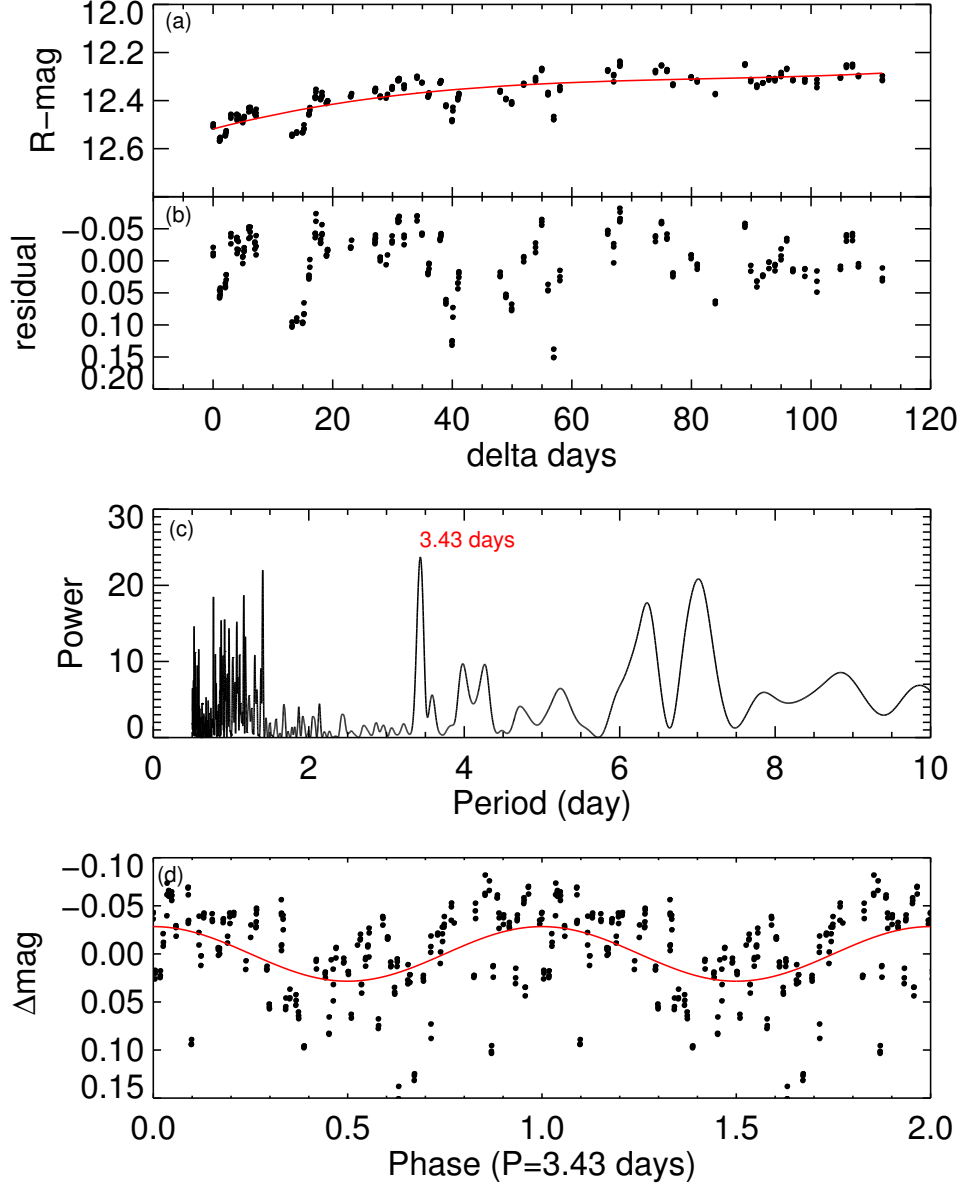 (a)
R−mag
12.0
12.2
12.4
12.6
(b)
residual
−0.05
0.00
0.05
0.10
0.15
0.20
0 20 40 60 80 100 120
delta days
(c)
3.43 days
Power
30
20
10
0
0 2 4 6 8 10
Period (day)
(d)
Δmag
−0.10
−0.05
0.00
0.05
0.10
0.15
0.0 0.5 1.0 1.5 2.0
Phase (P=3.43 days)